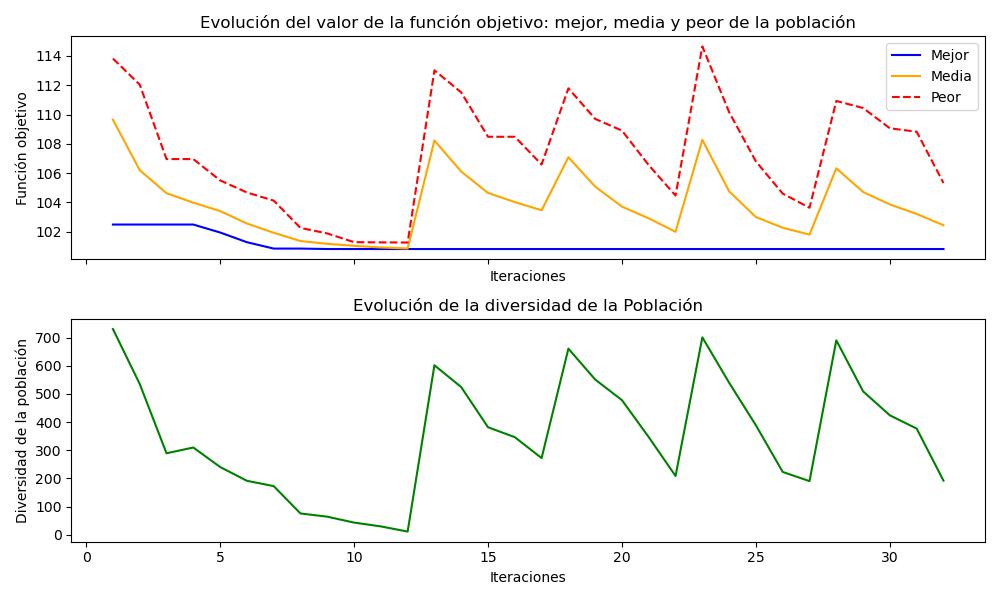 Evolución del valor de la función objetivo: mejor, media y peor de la población
Función objetivo
114
112
110
108
106
104
102
Mejor
Media
Peor
Iteraciones
Evolución de la diversidad de la Población
Diversidad de la población
700
600
500
400
300
200
100
0
0 5 10 15 20 25 30
Iteraciones